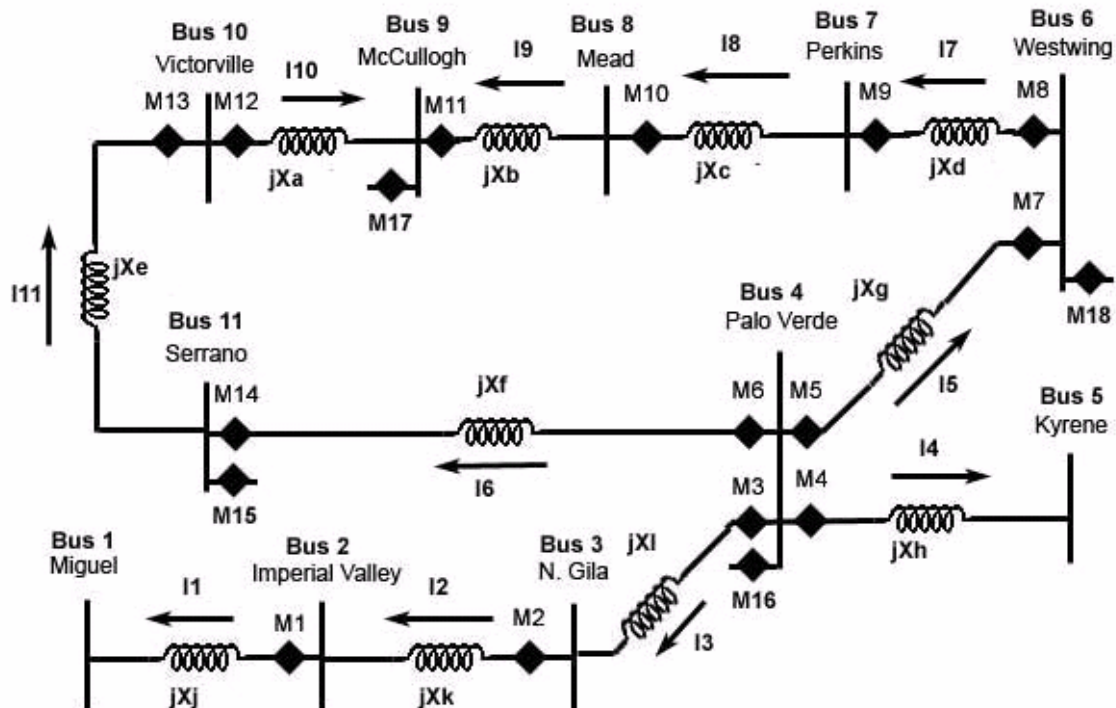 Bus 10
Victorville
Bus 9
McCullogh
Bus 8
Mead
Bus 7
Perkins
Bus 6
Westwing
I10
I9
I8
I7
M13
M12
M11
M10
M9
M8
jXa
jXb
jXc
jXd
M17
M7
I11
jXe
jXg
M18
Bus 4
Palo Verde
I5
Bus 11
Serrano
M14
jXf
M6
M5
Bus 5
Kyrene
I6
M15
M3
M4
I4
jXh
M16
Bus 1
Miguel
Bus 2
Imperial Valley
Bus 3
N. Gila
jXl
I1
I2
I3
M1
M2
jXj
jXk